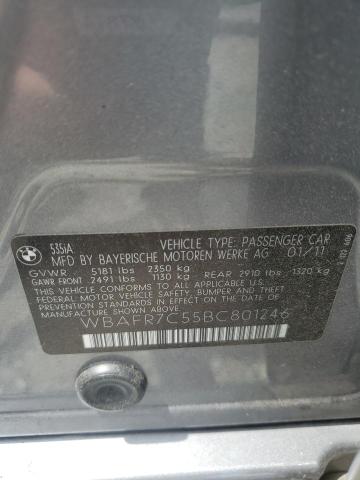 535iA
VEHICLE TYPE: PASSENGER CAR
MFD BY BAYERISCHE MOTOREN WERKE AG 01/11
GVWR 5181 lbs 2350 kg
GAWR FRONT 2491 lbs 1130 kg REAR 2910 lbs 1320 kg
THIS VEHICLE CONFORMS TO ALL APPLICABLE
FEDERAL MOTOR VEHICLE SAFETY, BUMPER AND THEFT
PREVENTION STANDARDS IN EFFECT ON THE DATE OF
MANUFACTURE SHOWN ABOVE.
WBAFR7C55BC801246